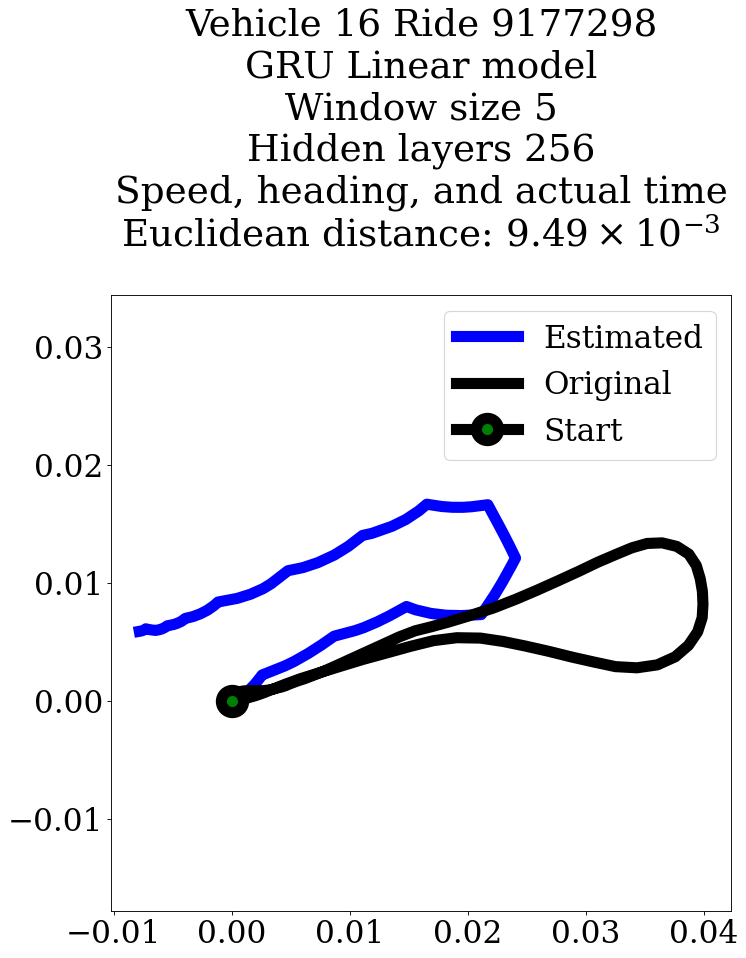 Vehicle 16 Ride 9177298
GRU Linear model
Window size 5
Hidden layers 256
Speed, heading, and actual time
Euclidean distance: 9.49 × 10⁻³
Estimated
Original
Start
0.03
0.02
0.01
0.00
−0.01
−0.01 0.00 0.01 0.02 0.03 0.04